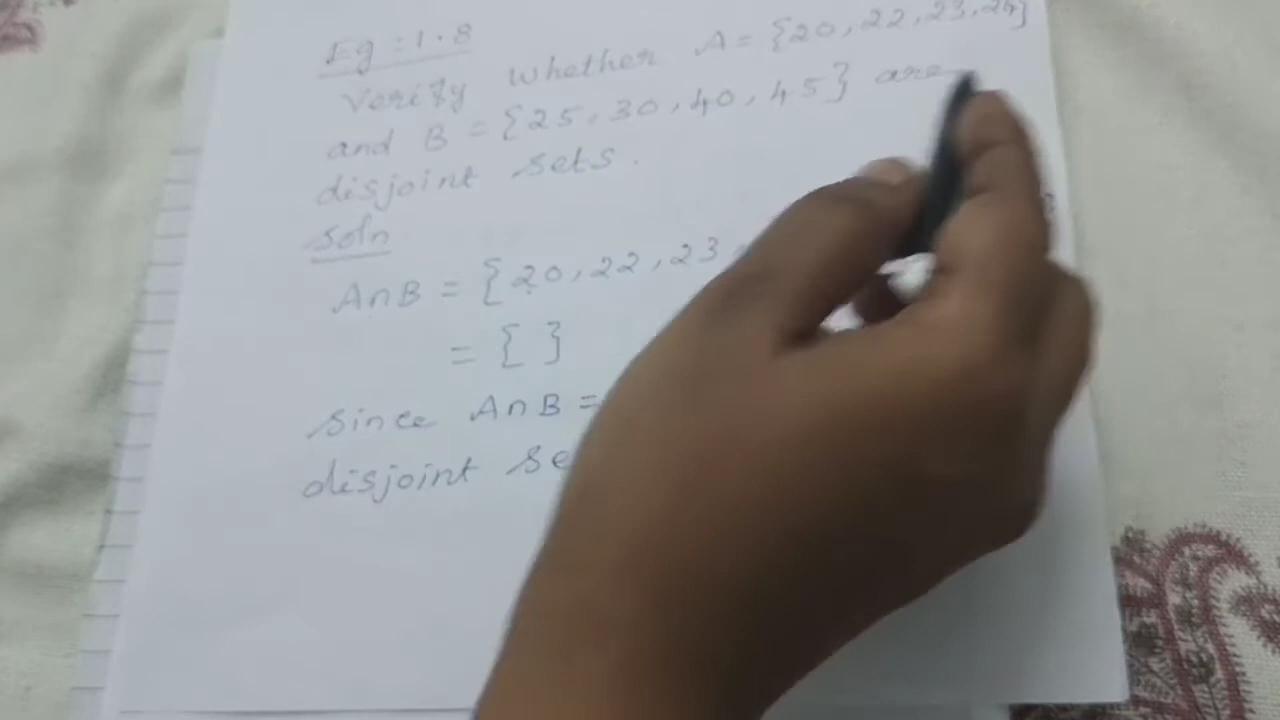 Eg : 1.8
Verify whether A = {20, 22, 23, 24}
and B = {25, 30, 40, 45} are
disjoint sets.
Soln
A∩B = {20, 22, 23
= { }
Since A∩B =
disjoint